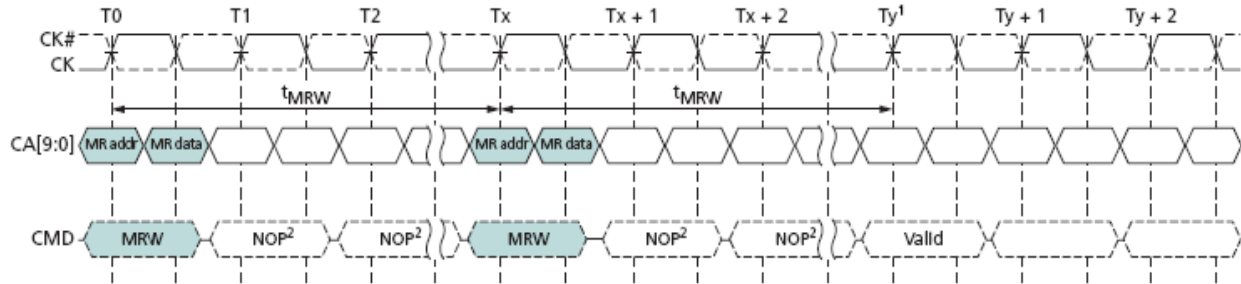 T0 T1 T2 Tx Tx + 1 Tx + 2 Ty¹ Ty + 1 Ty + 2
CK#
CK
tMRW tMRW
CA[9:0] MR addr MR data MR addr MR data
CMD MRW NOP² NOP² MRW NOP² NOP² Valid